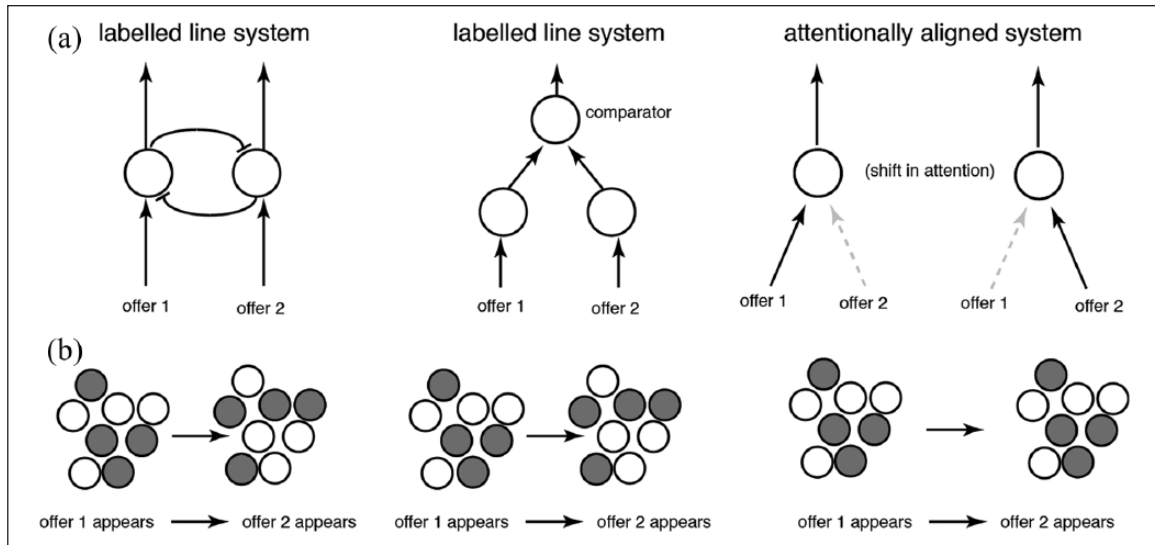 (a)
labelled line system
labelled line system
attentionally aligned system
comparator
(shift in attention)
offer 1
offer 2
offer 1
offer 2
offer 1
offer 2
offer 1
offer 2
(b)
offer 1 appears
offer 2 appears
offer 1 appears
offer 2 appears
offer 1 appears
offer 2 appears